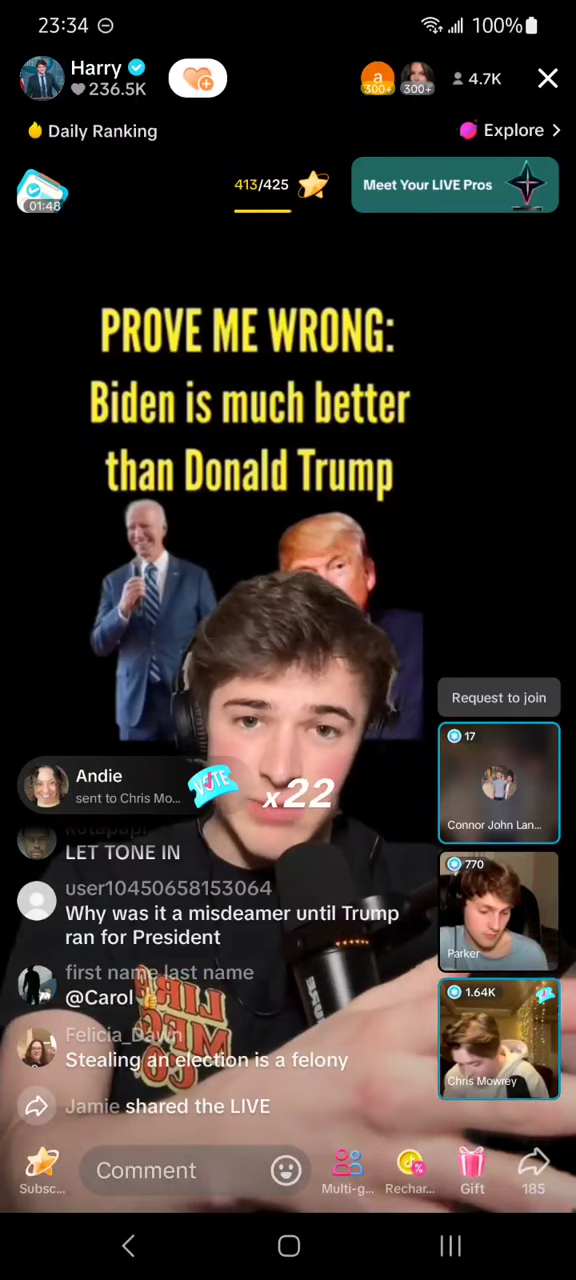 23:34
100%
Harry
236.5K
a
300+
300+
4.7K
Daily Ranking
Explore
01:48
413/425
Meet Your LIVE Pros
PROVE ME WRONG:
Biden is much better
than Donald Trump
Request to join
17
Connor John Lan...
Andie
sent to Chris Mo...
VOTE
x22
kotapapi
LET TONE IN
user10450658153064
Why was it a misdeamer until Trump
ran for President
770
Parker
first name last name
@Carol👍
Felicia_Dawn
Stealing an election is a felony
1.64K
Chris Mowrey
Jamie shared the LIVE
Subsc...
Comment
Multi-g...
Rechar...
Gift
185